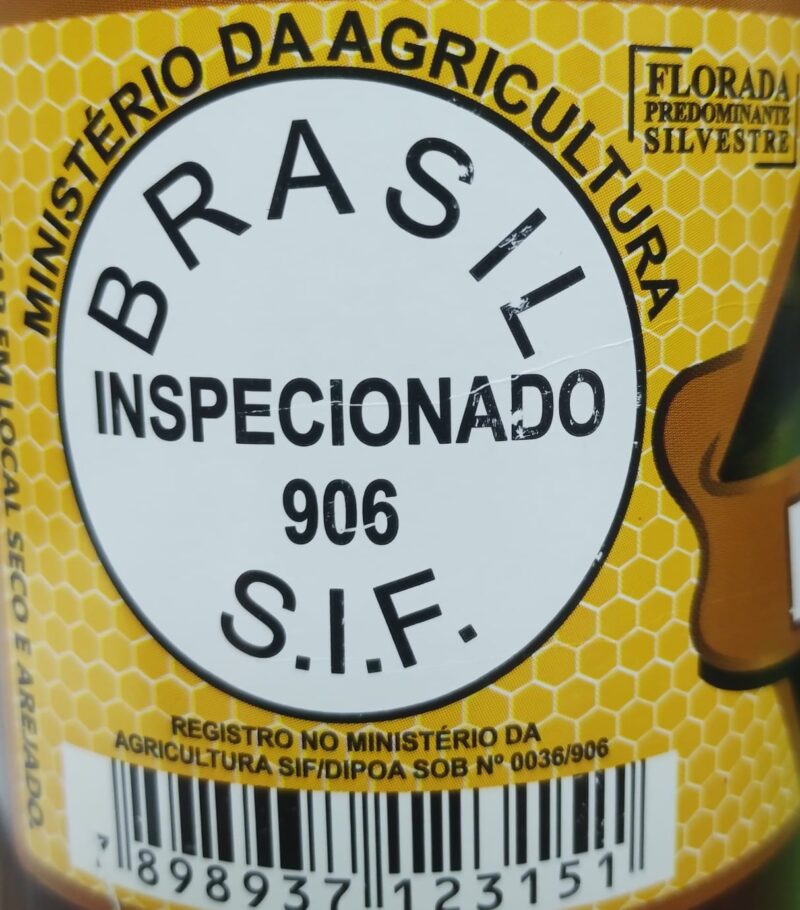 MINISTÉRIO DA AGRICULTURA
BRASIL
INSPECIONADO
906
S.I.F.
FLORADA
PREDOMINANTE
SILVESTRE
EM LOCAL SECO E AREJADO.
REGISTRO NO MINISTÉRIO DA
AGRICULTURA SIF/DIPOA SOB Nº 0036/906
7 898937 123151